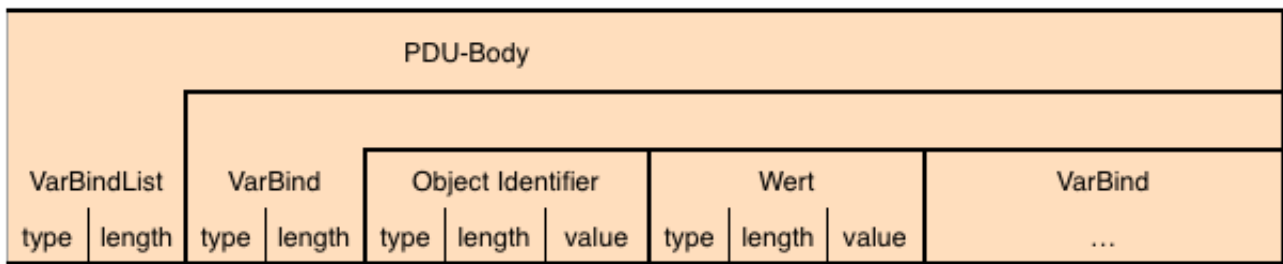 PDU-Body
VarBindList VarBind Object Identifier Wert VarBind
type length type length type length value type length value ...